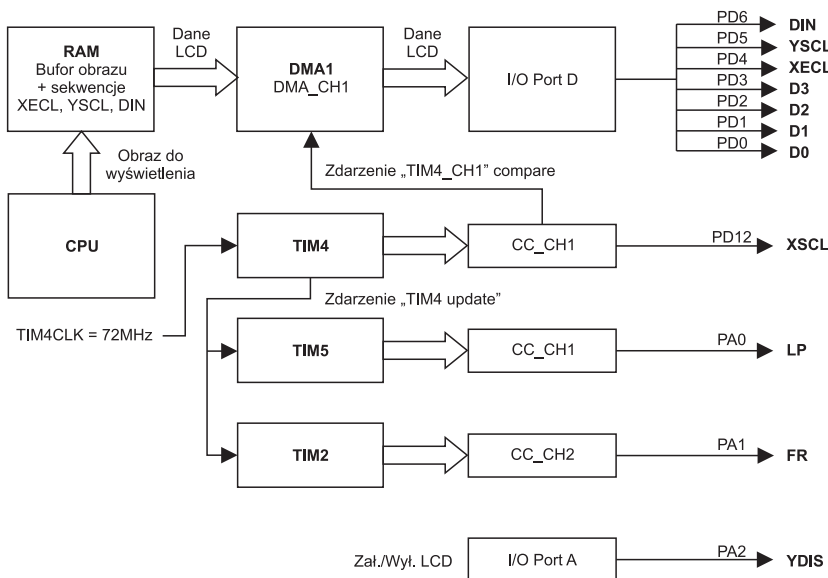 RAM
Bufor obrazu
+ sekwencje
XECL, YSCL, DIN
Dane
LCD
DMA1
DMA_CH1
Dane
LCD
I/O Port D
PD6
DIN
PD5
YSCL
PD4
XECL
PD3
D3
PD2
D2
PD1
D1
PD0
D0
Obraz do
wyświetlenia
Zdarzenie „TIM4_CH1” compare
CPU
TIM4
CC_CH1
PD12
XSCL
Zdarzenie „TIM4 update”
TIM4CLK = 72MHz
TIM5
CC_CH1
PA0
LP
TIM2
CC_CH2
PA1
FR
Zał./Wył. LCD
I/O Port A
PA2
YDIS